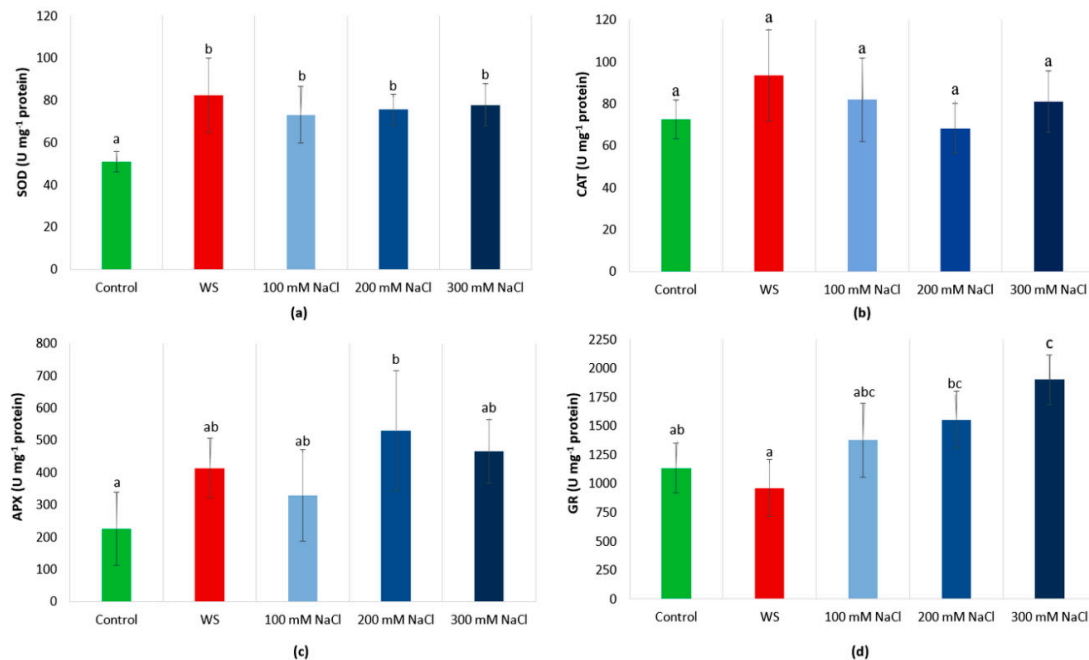 120
100
80
60
40
20
0
SOD (U mg-1 protein)
a
b
b
b
b
Control
WS
100 mM NaCl
200 mM NaCl
300 mM NaCl
(a)
120
100
80
60
40
20
0
CAT (U mg-1 protein)
a
a
a
a
a
Control
WS
100 mM NaCl
200 mM NaCl
300 mM NaCl
(b)
800
700
600
500
400
300
200
100
0
APX (U mg-1 protein)
a
ab
ab
b
ab
Control
WS
100 mM NaCl
200 mM NaCl
300 mM NaCl
(c)
2250
2000
1750
1500
1250
1000
750
500
250
0
GR (U mg-1 protein)
ab
a
abc
bc
c
Control
WS
100 mM NaCl
200 mM NaCl
300 mM NaCl
(d)